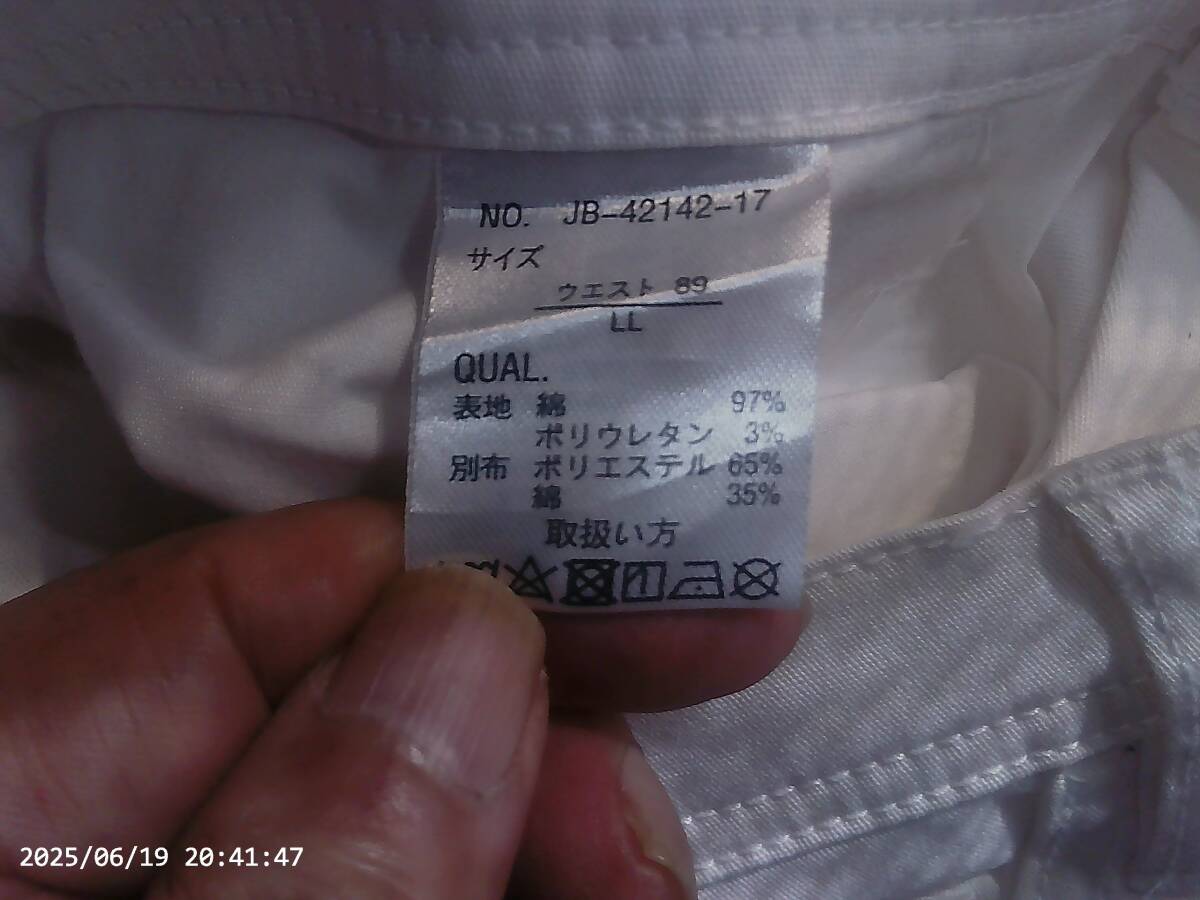 NO. JB-42142-17
サイズ
ウエスト 89
LL
QUAL.
表地 綿 97%
ポリウレタン 3%
別布 ポリエステル 65%
綿 35%
取扱い方
2025/06/19 20:41:47